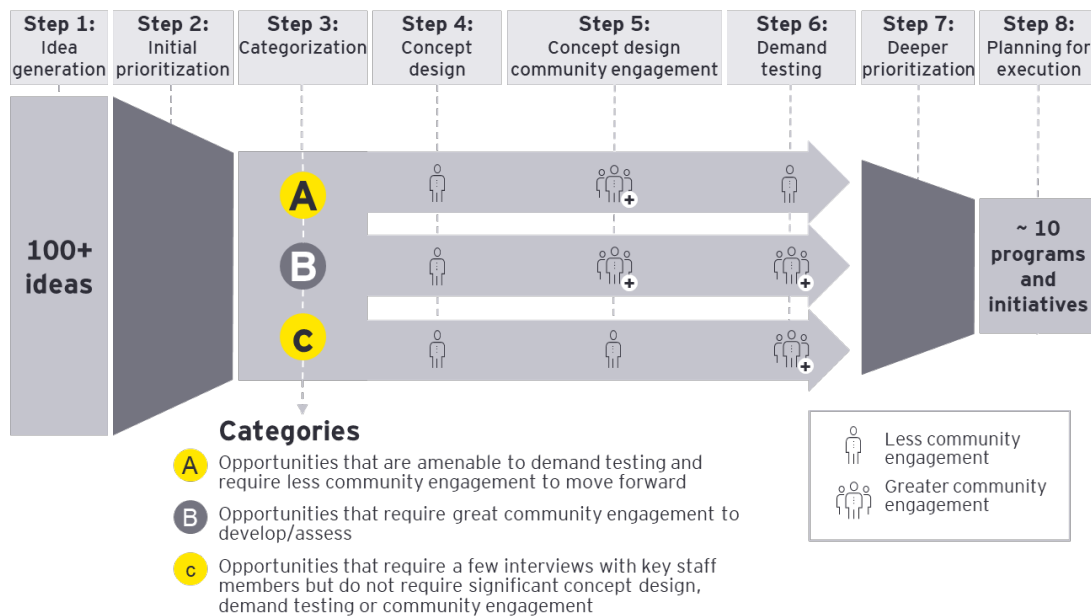 Step 1:
Idea
generation
Step 2:
Initial
prioritization
Step 3:
Categorization
Step 4:
Concept
design
Step 5:
Concept design
community engagement
Step 6:
Demand
testing
Step 7:
Deeper
prioritization
Step 8:
Planning for
execution
100+
ideas
A
B
c
~ 10
programs
and
initiatives
Categories
A
Opportunities that are amenable to demand testing and
require less community engagement to move forward
B
Opportunities that require great community engagement to
develop/assess
c
Opportunities that require a few interviews with key staff
members but do not require significant concept design,
demand testing or community engagement
Less community
engagement
Greater community
engagement